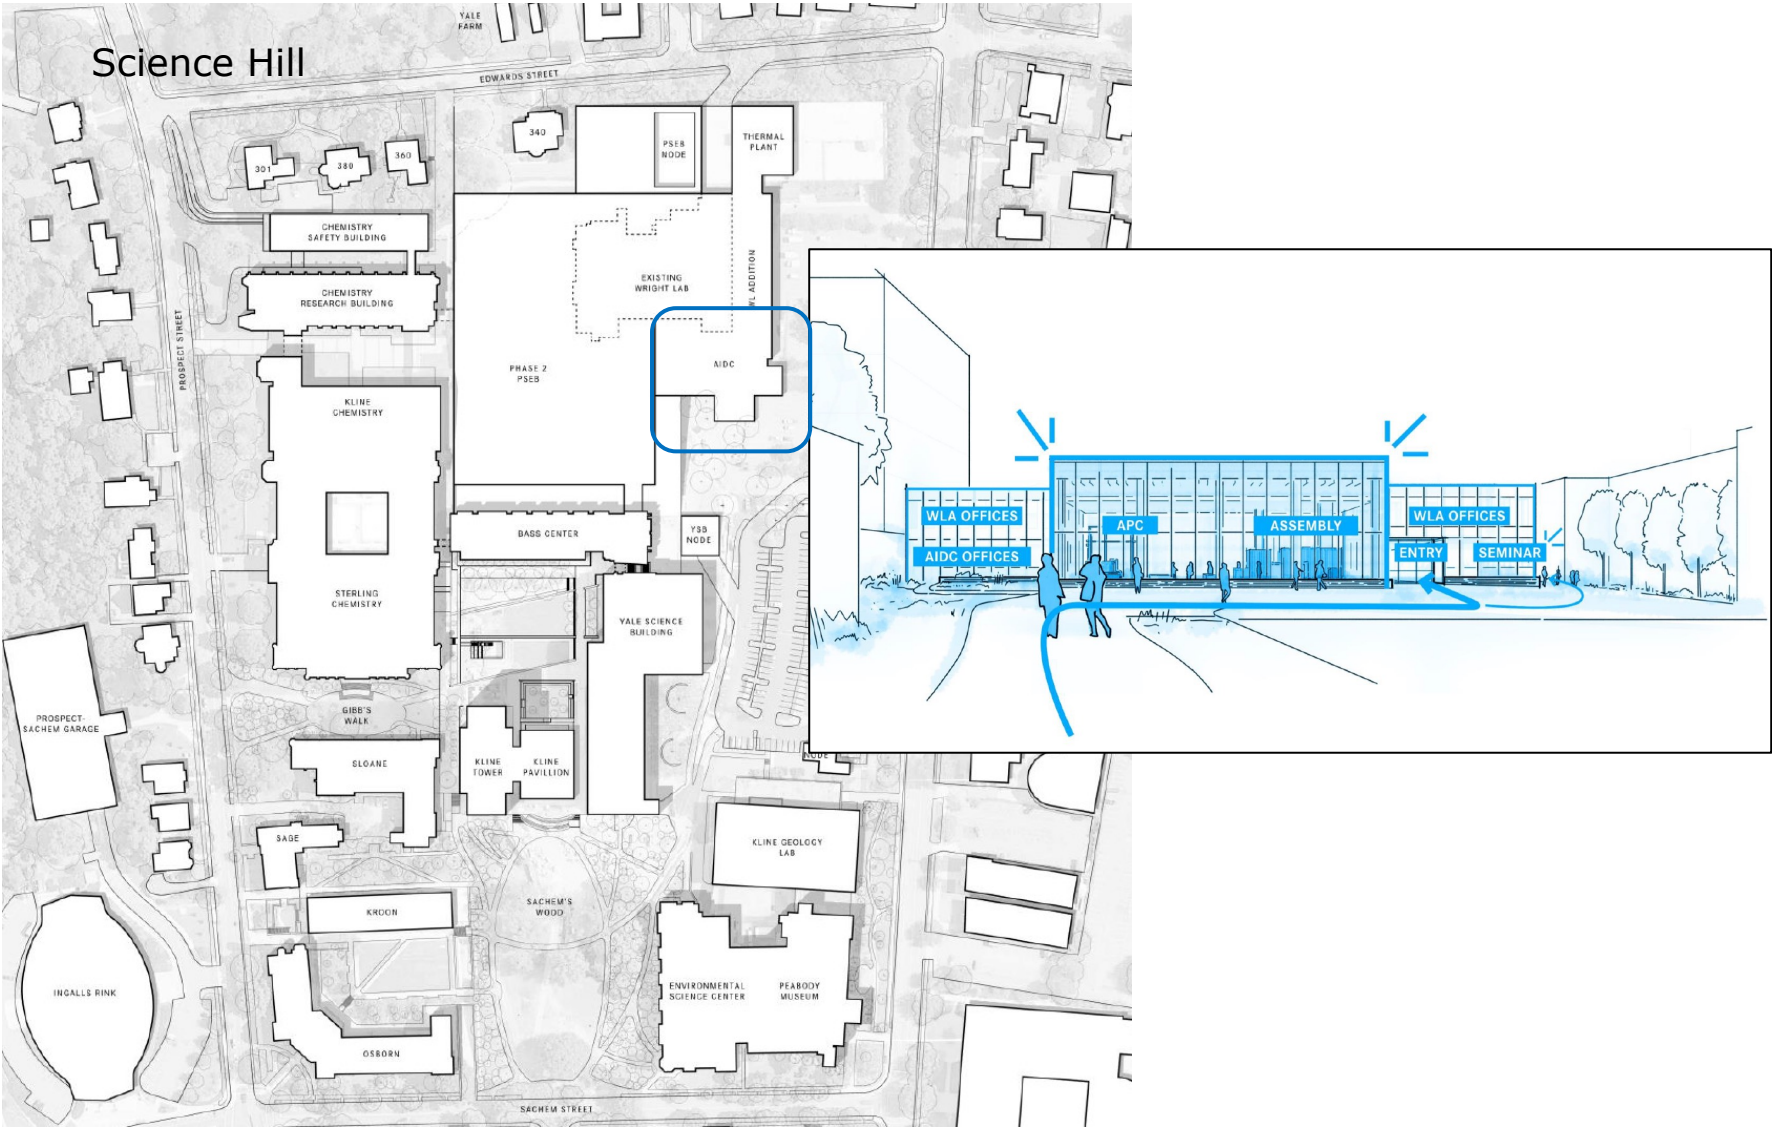 YALE
FARM
Science Hill
EDWARDS STREET
340
PSEB
NODE
THERMAL
PLANT
301
380
360
CHEMISTRY
SAFETY BUILDING
CHEMISTRY
RESEARCH BUILDING
EXISTING
WRIGHT LAB
WL ADDITION
PROSPECT STREET
PHASE 2
PSEB
AIDC
KLINE
CHEMISTRY
BASS CENTER
YSB
NODE
STERLING
CHEMISTRY
YALE SCIENCE
BUILDING
PROSPECT-
SACHEM GARAGE
GIBB'S
WALK
SLOANE
KLINE
TOWER
KLINE
PAVILLION
NODE
SAGE
KLINE GEOLOGY
LAB
KROON
SACHEM'S
WOOD
INGALLS RINK
ENVIRONMENTAL
SCIENCE CENTER
PEABODY
MUSEUM
OSBORN
SACHEM STREET
WLA OFFICES
AIDC OFFICES
APC
ASSEMBLY
WLA OFFICES
ENTRY
SEMINAR